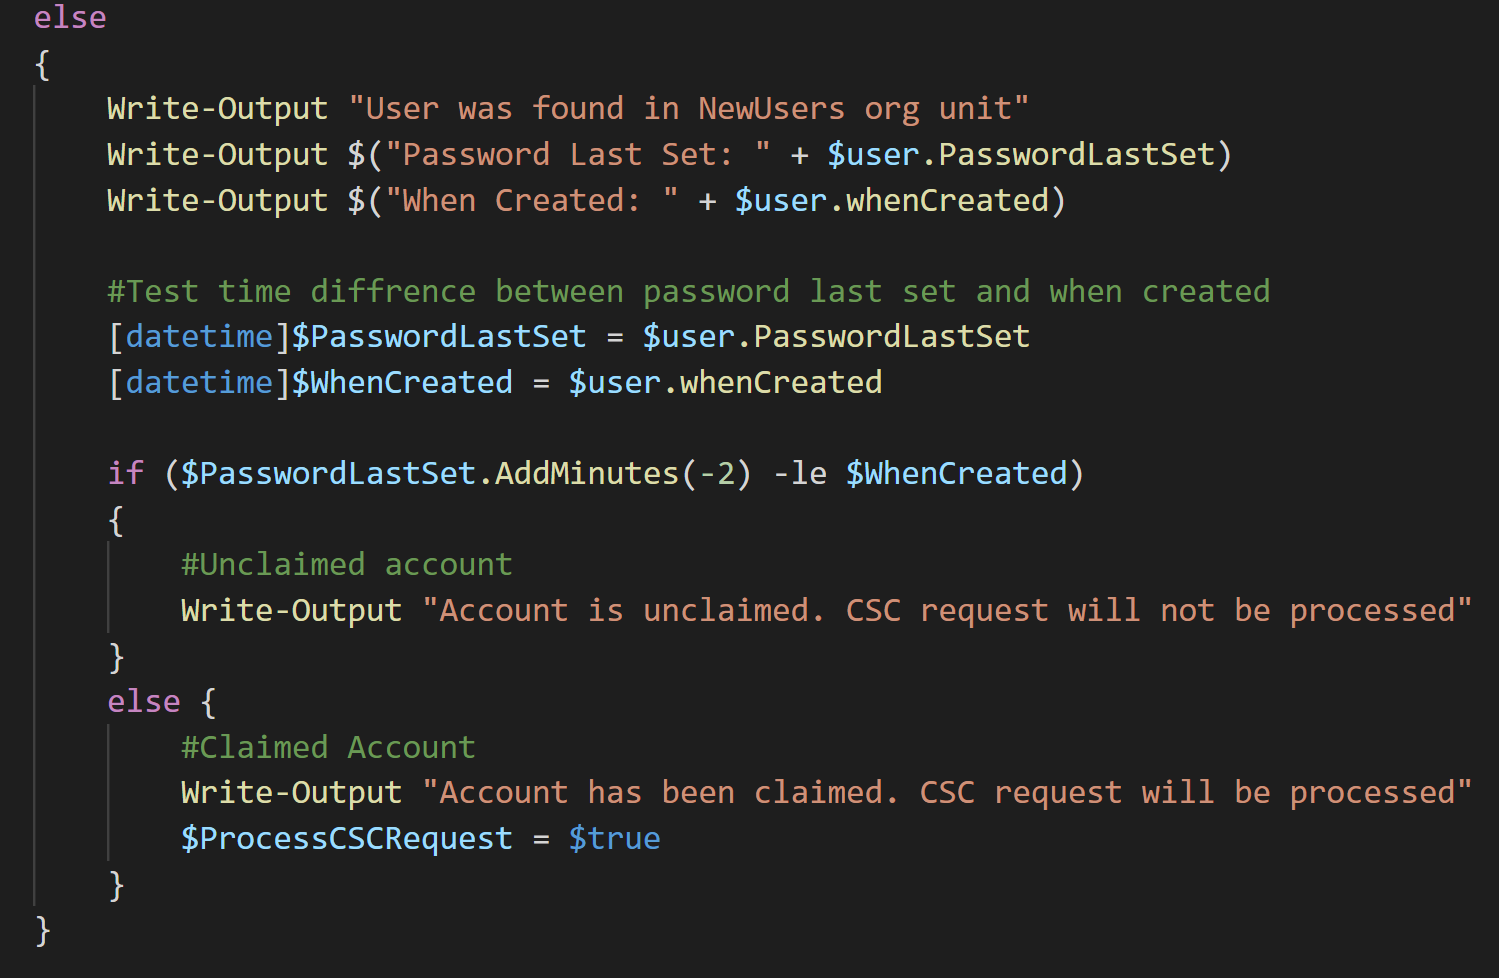 else
{
    Write-Output "User was found in NewUsers org unit"
    Write-Output $("Password Last Set: " + $user.PasswordLastSet)
    Write-Output $("When Created: " + $user.whenCreated)

    #Test time diffrence between password last set and when created
    [datetime]$PasswordLastSet = $user.PasswordLastSet
    [datetime]$WhenCreated = $user.whenCreated

    if ($PasswordLastSet.AddMinutes(-2) -le $WhenCreated)
    {
        #Unclaimed account
        Write-Output "Account is unclaimed. CSC request will not be processed"
    }
    else {
        #Claimed Account
        Write-Output "Account has been claimed. CSC request will be processed"
        $ProcessCSCRequest = $true
    }
}